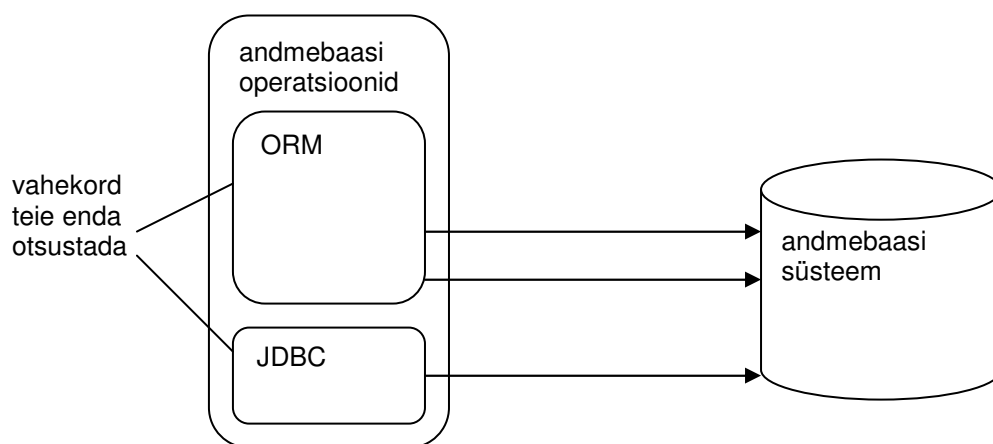 andmebaasi
operatsioonid
ORM
vahekord
teie enda
otsustada
andmebaasi
süsteem
JDBC